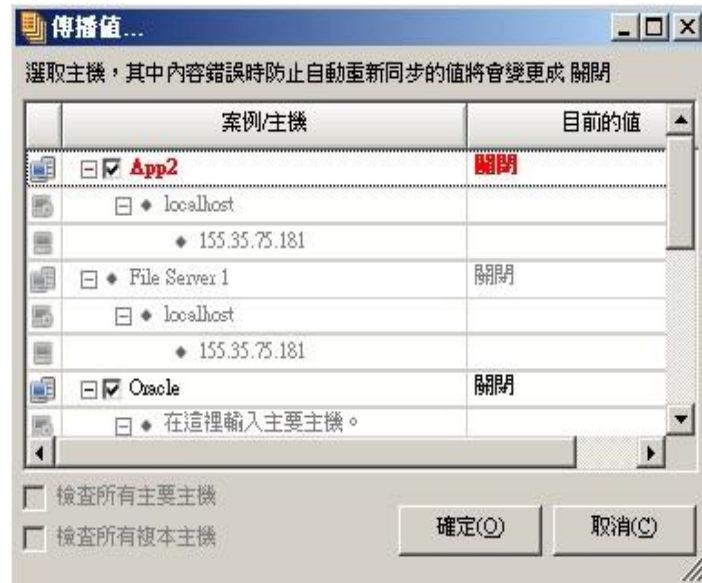 傳播值...
選取主機，其中內容錯誤時防止自動重新同步的值將會變更成 關閉
案例/主機 目前的值
App2 關閉
localhost
155.35.75.181
File Server 1 關閉
localhost
155.35.75.181
Oracle 關閉
在這裡輸入主要主機。
檢查所有主要主機
檢查所有複本主機
確定(O) 取消(C)